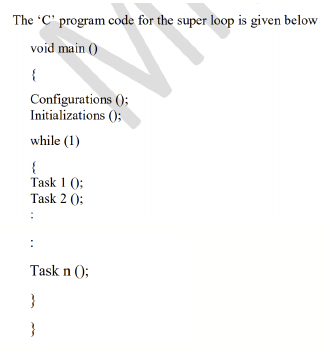 The ‘C’ program code for the super loop is given below
void main ()
{
Configurations ();
Initializations ();
while (1)
{
Task 1 ();
Task 2 ();
:
:
Task n ();
}
}